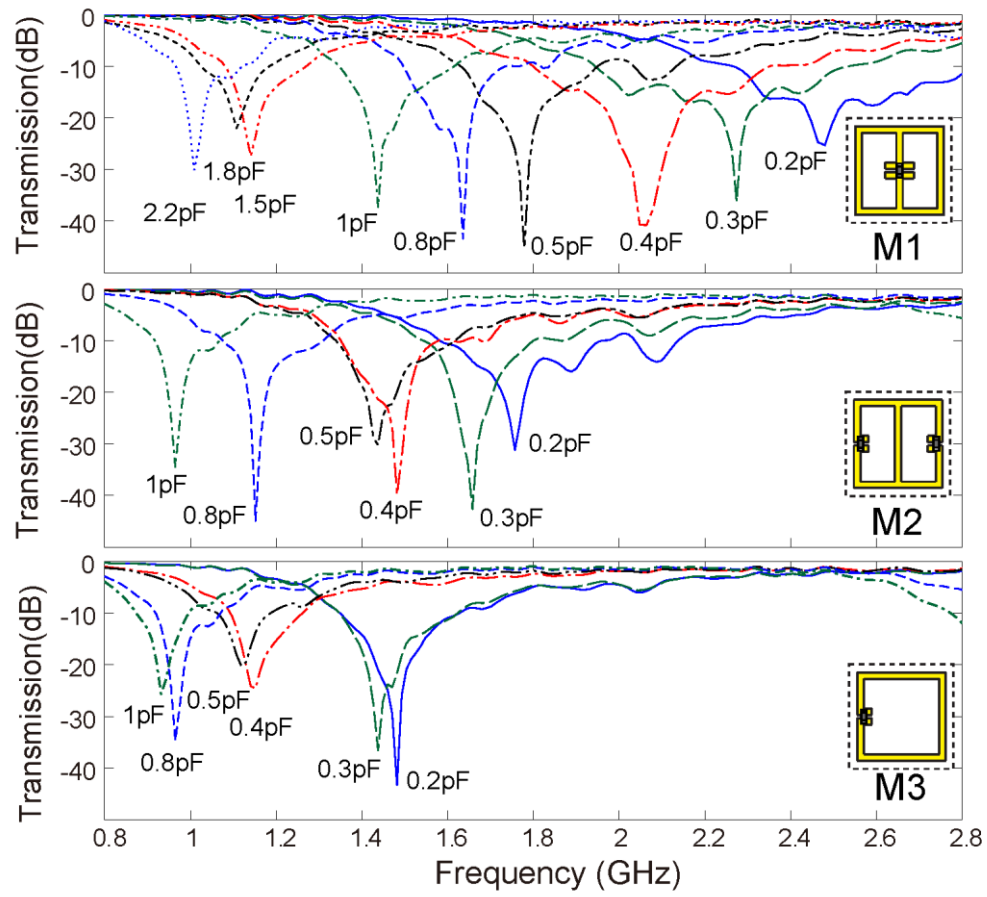 Transmission(dB)
0
-10
-20
-30
-40
2.2pF
1.8pF
1.5pF
1pF
0.8pF
0.5pF
0.4pF
0.3pF
0.2pF
M1
Transmission(dB)
0
-10
-20
-30
-40
1pF
0.8pF
0.5pF
0.4pF
0.3pF
0.2pF
M2
Transmission(dB)
0
-10
-20
-30
-40
1pF
0.8pF
0.5pF
0.4pF
0.3pF
0.2pF
M3
0.8 1 1.2 1.4 1.6 1.8 2 2.2 2.4 2.6 2.8
Frequency (GHz)